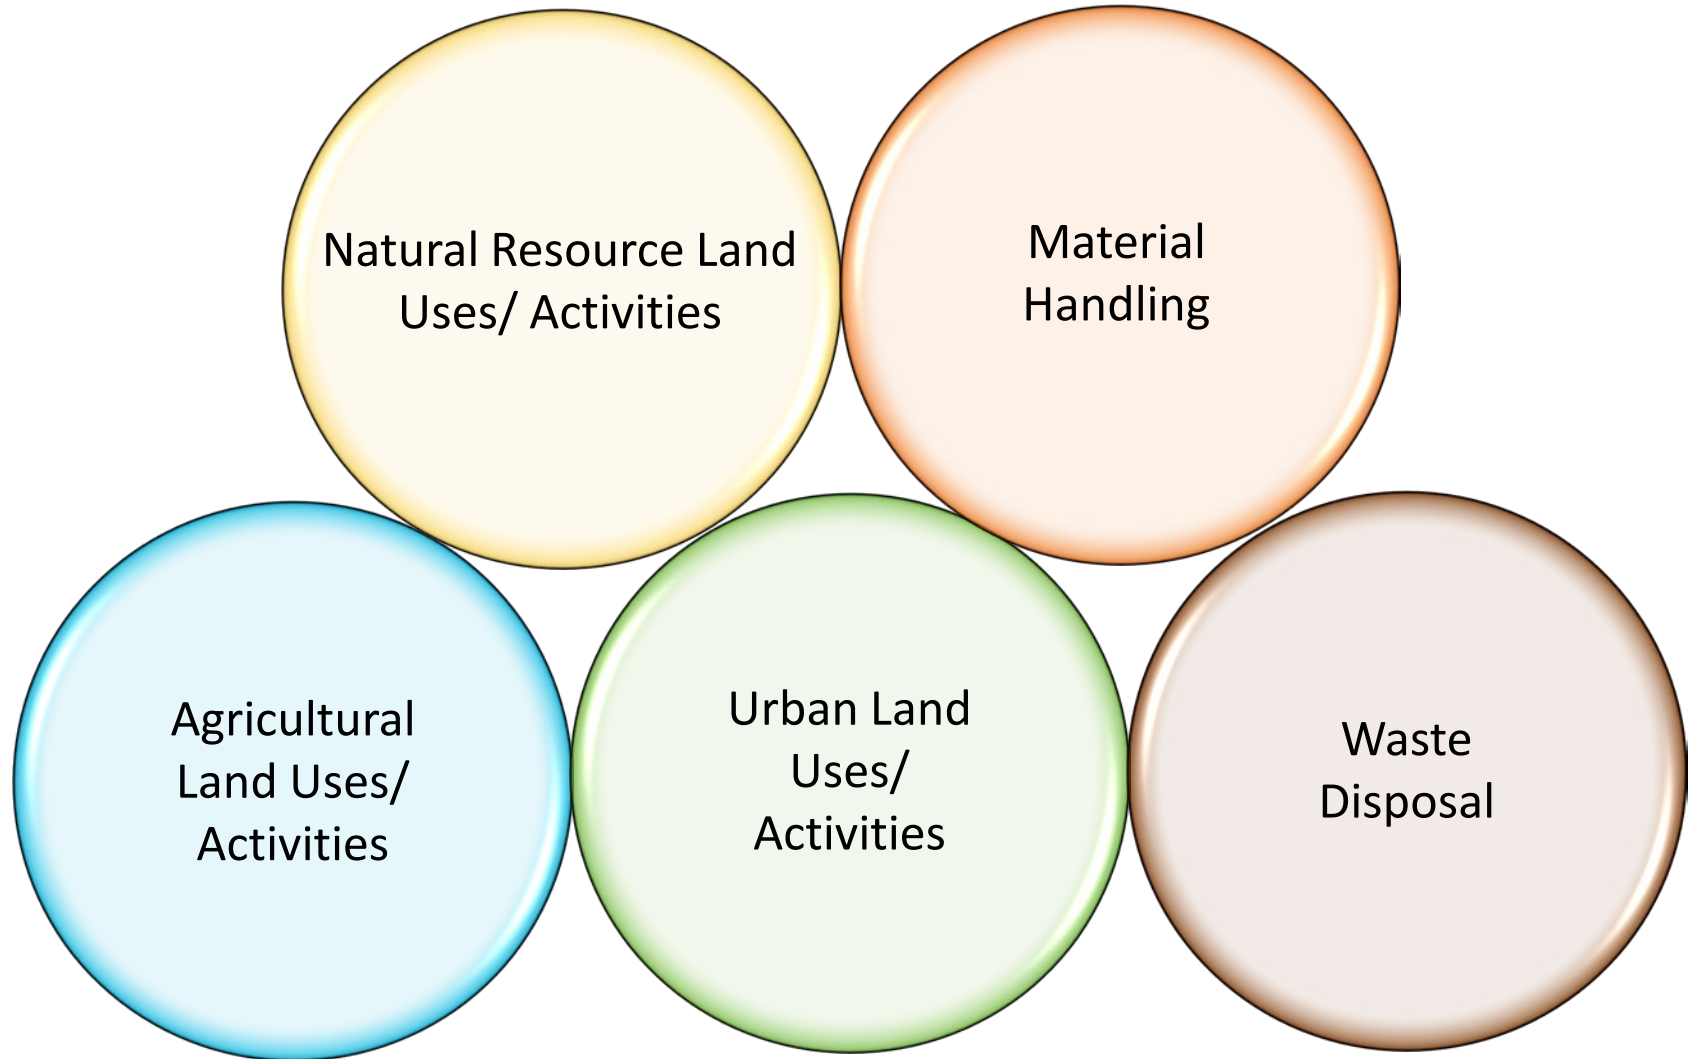 Natural Resource Land
Uses/ Activities
Material
Handling
Agricultural
Land Uses/
Activities
Urban Land
Uses/
Activities
Waste
Disposal